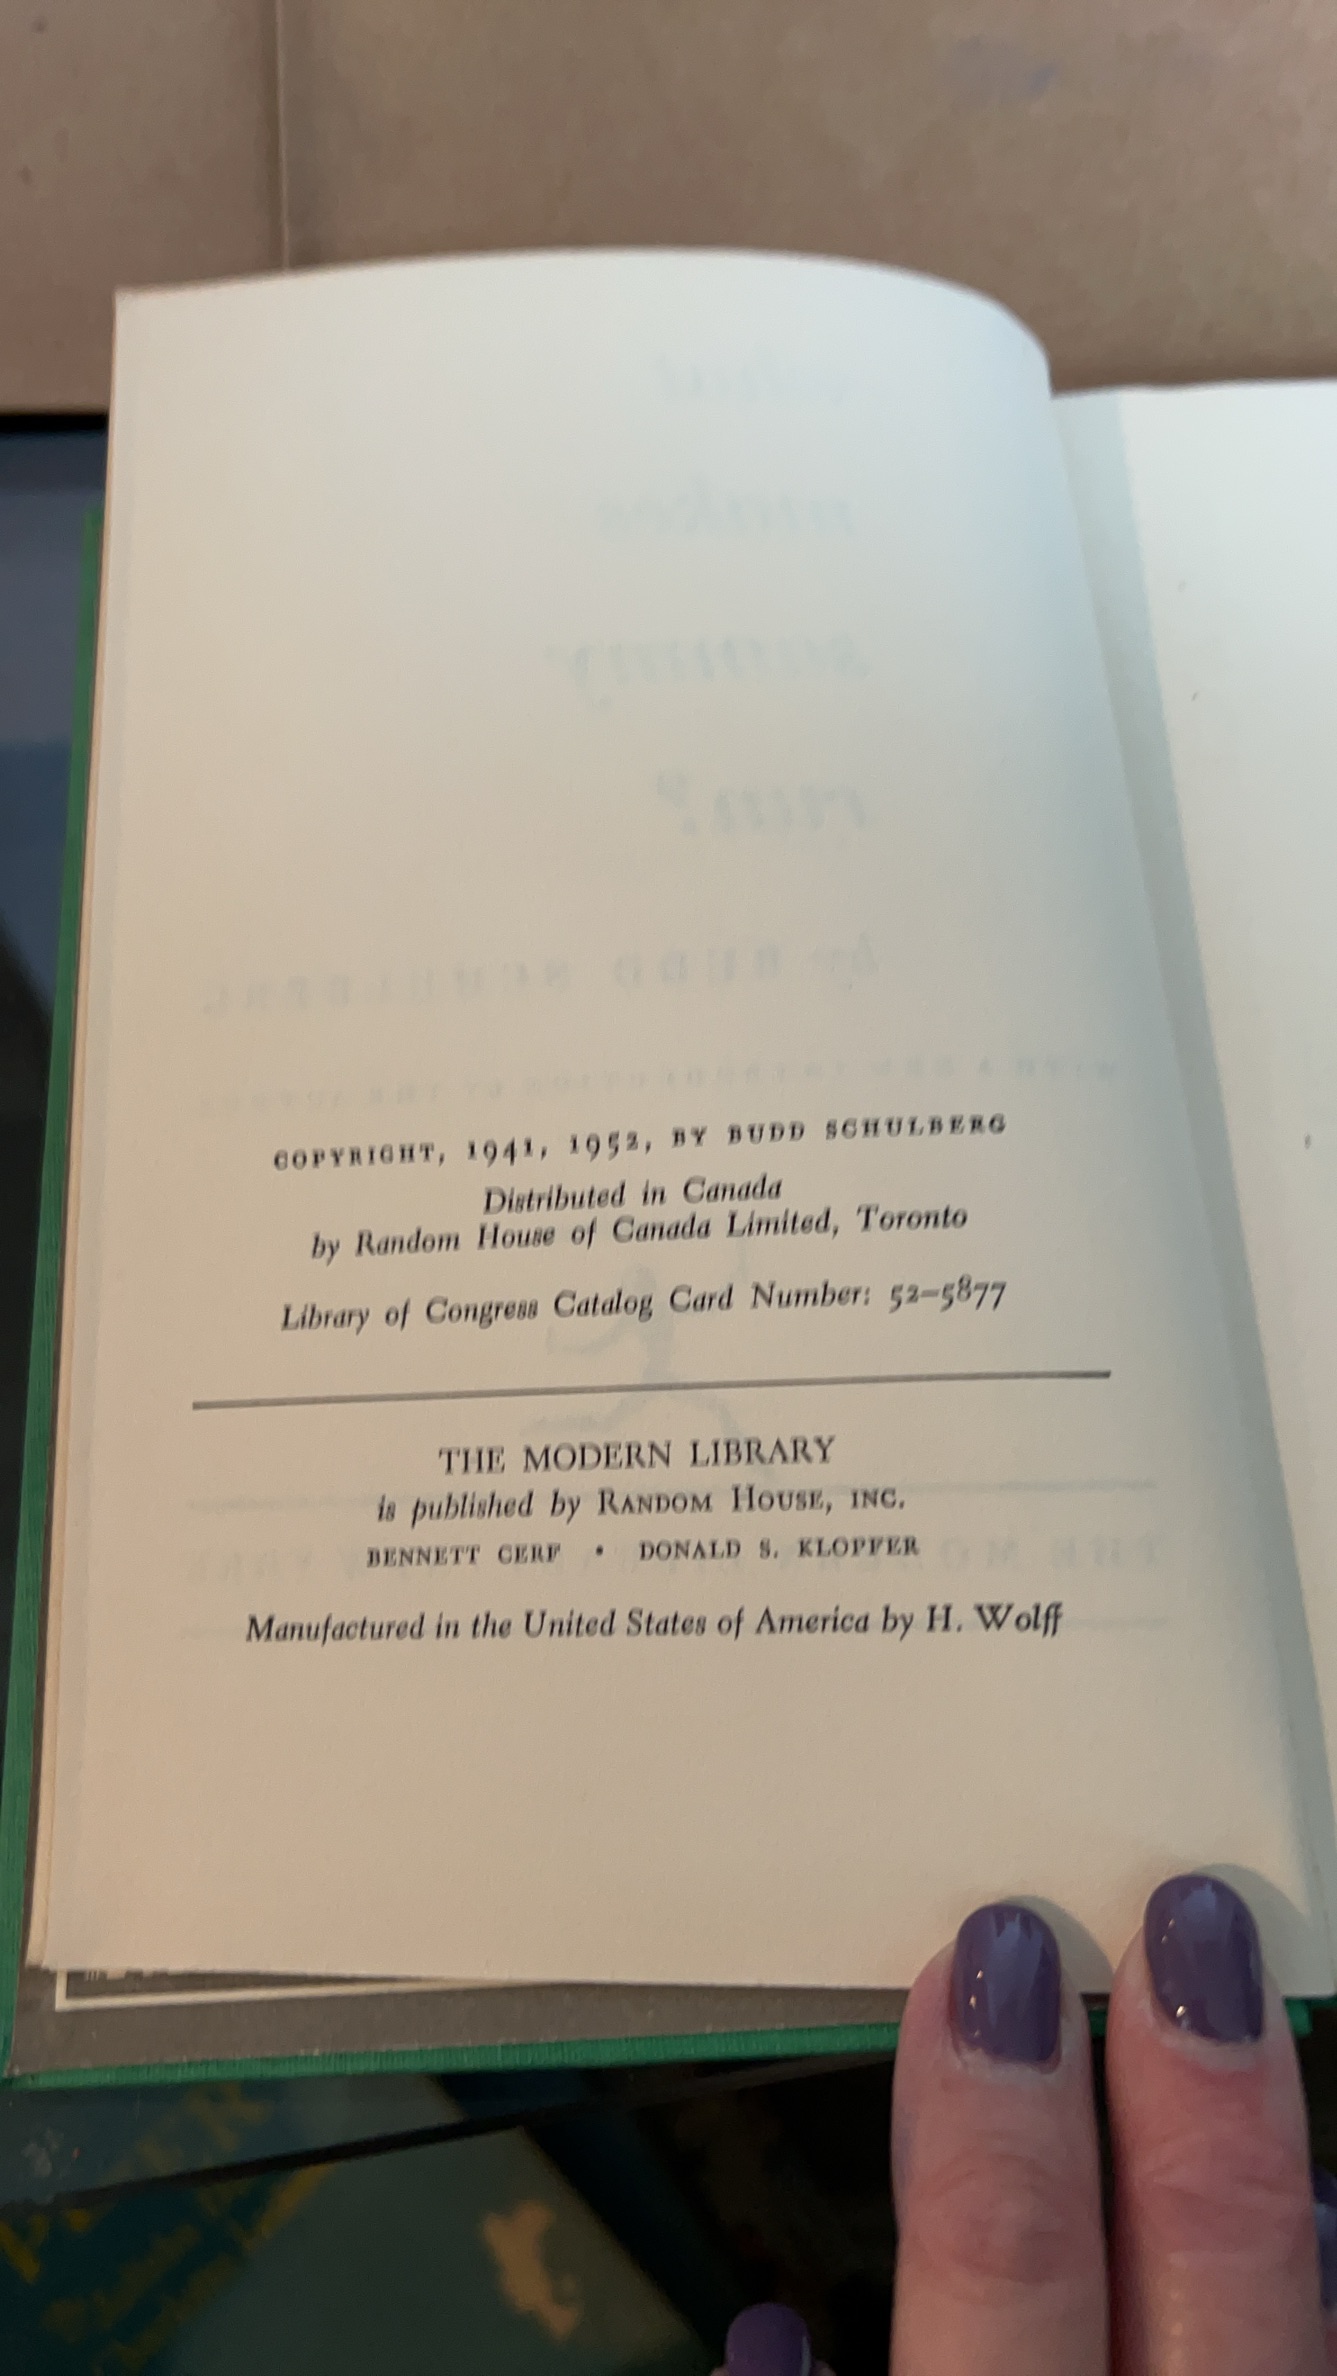 COPYRIGHT, 1941, 1952, BY BUDD SCHULBERG
Distributed in Canada
by Random House of Canada Limited, Toronto
Library of Congress Catalog Card Number: 52–5877
THE MODERN LIBRARY
is published by RANDOM HOUSE, INC.
BENNETT CERF • DONALD S. KLOPFER
Manufactured in the United States of America by H. Wolff